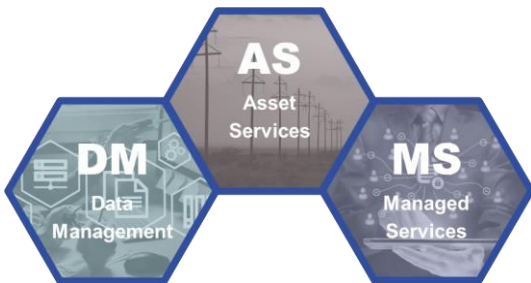 AS
Asset
Services
DM
Data
Management
MS
Managed
Services